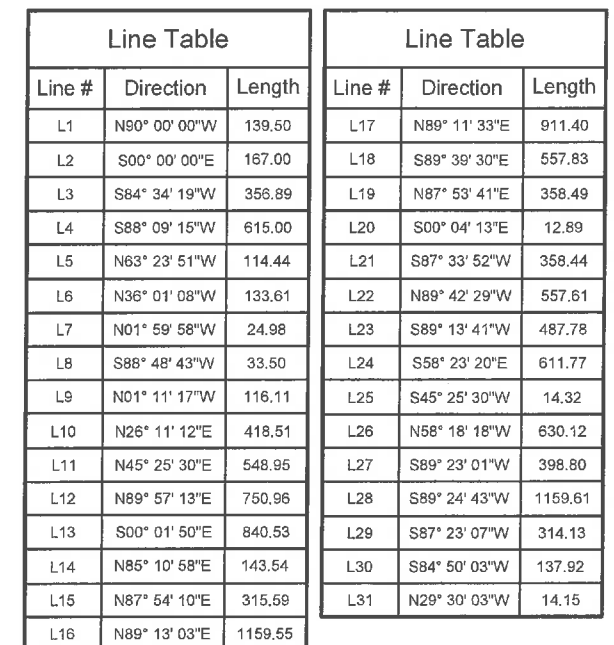 Line Table
Line # Direction Length
L1 N90° 00' 00"W 139.50
L2 S00° 00' 00"E 167.00
L3 S84° 34' 19"W 356.89
L4 S88° 09' 15"W 615.00
L5 N63° 23' 51"W 114.44
L6 N36° 01' 08"W 133.61
L7 N01° 59' 58"W 24.98
L8 S88° 48' 43"W 33.50
L9 N01° 11' 17"W 116.11
L10 N26° 11' 12"E 418.51
L11 N45° 25' 30"E 548.95
L12 N89° 57' 13"E 750.96
L13 S00° 01' 50"E 840.53
L14 N85° 10' 58"E 143.54
L15 N87° 54' 10"E 315.59
L16 N89° 13' 03"E 1159.55
Line Table
Line # Direction Length
L17 N89° 11' 33"E 911.40
L18 S89° 39' 30"E 557.83
L19 N87° 53' 41"E 358.49
L20 S00° 04' 13"E 12.89
L21 S87° 33' 52"W 358.44
L22 N89° 42' 29"W 557.61
L23 S89° 13' 41"W 487.78
L24 S58° 23' 20"E 611.77
L25 S45° 25' 30"W 14.32
L26 N58° 18' 18"W 630.12
L27 S89° 23' 01"W 398.80
L28 S89° 24' 43"W 1159.61
L29 S87° 23' 07"W 314.13
L30 S84° 50' 03"W 137.92
L31 N29° 30' 03"W 14.15